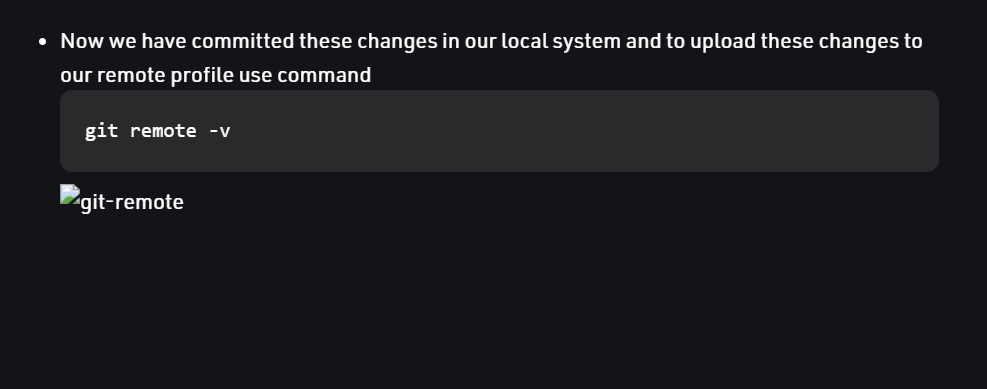 Now we have committed these changes in our local system and to upload these changes to
our remote profile use command
git remote -v
git-remote